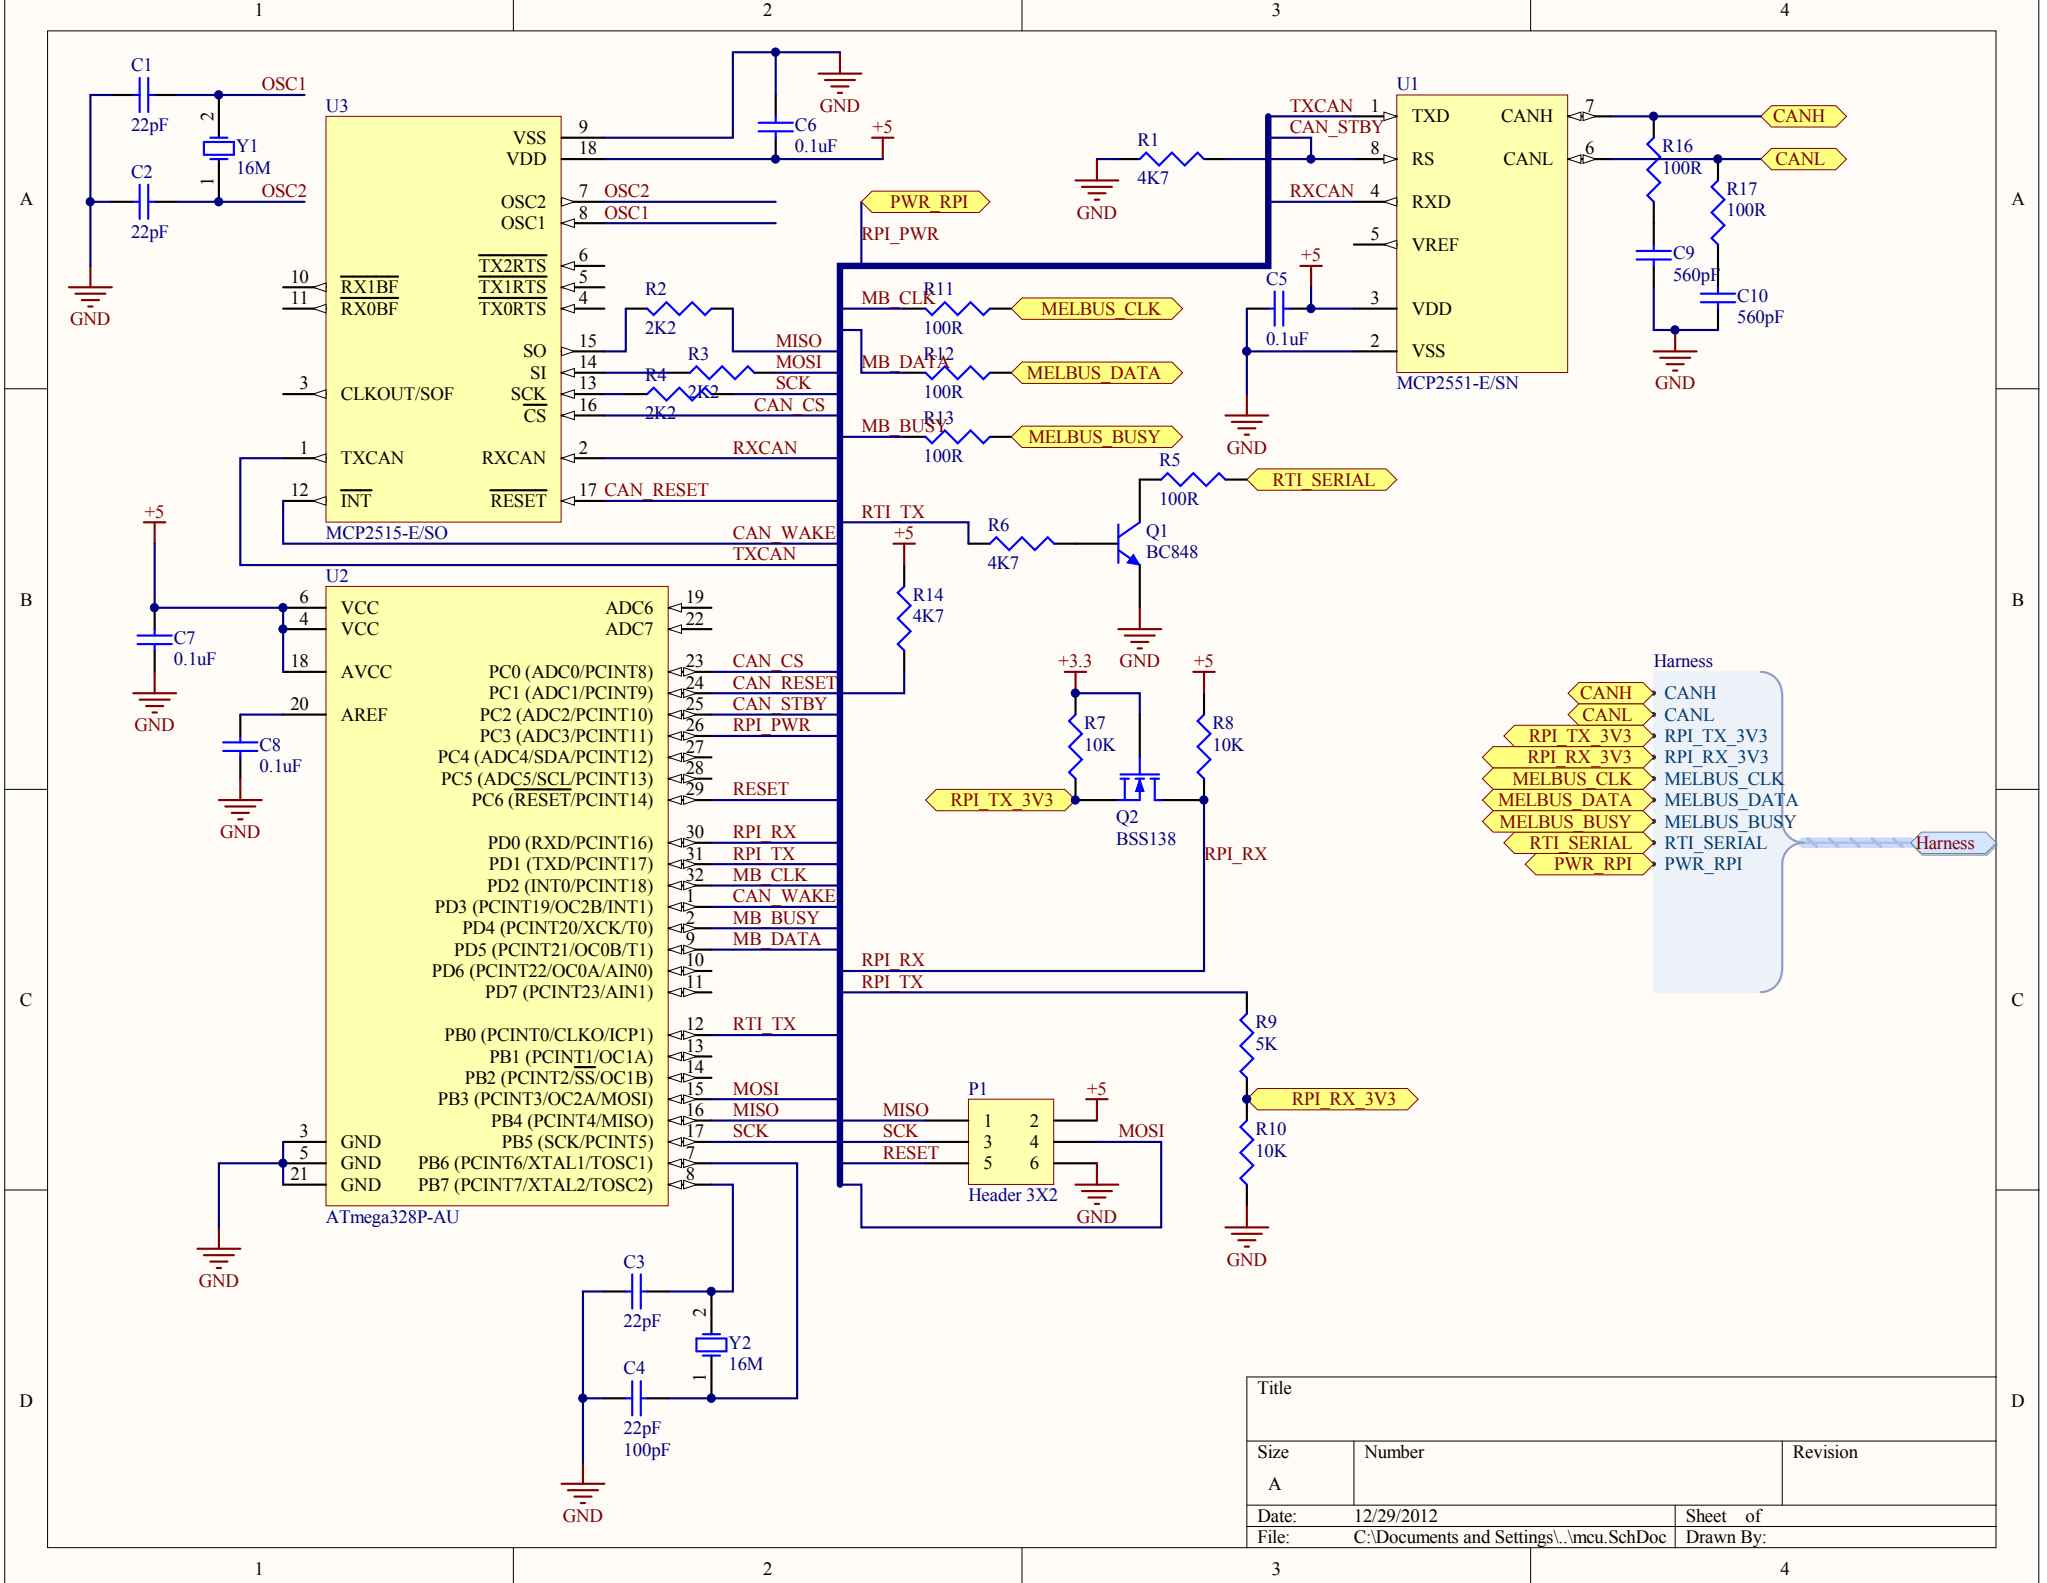 1 2 3 4
C1
22pF
OSC1
2
Y1
16M
1
C2
22pF
OSC2
GND
U3
VSS 9
VDD 18
OSC2 7 OSC2
OSC1 8 OSC1
TX2RTS 6
TX1RTS 5
TX0RTS 4
10 RX1BF
11 RX0BF
SO 15
SI 14
3 CLKOUT/SOF
SCK 13
CS 16
1 TXCAN
RXCAN 2
12 INT
RESET 17
MCP2515-E/SO
GND
C6
0.1uF
+5
R2
2K2
R3
2K2
R4
2K2
MISO
MOSI
SCK
CAN_CS
RXCAN
CAN_RESET
CAN_WAKE
TXCAN
PWR_RPI
RPI_PWR
MB_CLK
R11
100R
MELBUS_CLK
MB_DATA
R12
100R
MELBUS_DATA
MB_BUSY
R13
100R
MELBUS_BUSY
R1
4K7
GND
TXCAN
CAN_STBY
RXCAN
U1
1 TXD
8 RS
4 RXD
5 VREF
3 VDD
2 VSS
CANH 7
CANL 6
MCP2551-E/SN
CANH
CANL
R16
100R
R17
100R
C9
560pF
C10
560pF
GND
+5
C5
0.1uF
GND
R5
100R
RTI_SERIAL
RTI_TX
R6
4K7
Q1
BC848
GND
+5
R14
4K7
A
B
C
D
A
B
C
D
+5
C7
0.1uF
GND
C8
0.1uF
GND
U2
6 VCC
4 VCC
18 AVCC
20 AREF
3 GND
5 GND
21 GND
GND
ADC6 19
ADC7 22
PC0 (ADC0/PCINT8) 23 CAN_CS
PC1 (ADC1/PCINT9) 24 CAN_RESET
PC2 (ADC2/PCINT10) 25 CAN_STBY
PC3 (ADC3/PCINT11) 26 RPI_PWR
PC4 (ADC4/SDA/PCINT12) 27
PC5 (ADC5/SCL/PCINT13) 28
PC6 (RESET/PCINT14) 29 RESET
PD0 (RXD/PCINT16) 30 RPI_RX
PD1 (TXD/PCINT17) 31 RPI_TX
PD2 (INT0/PCINT18) 32 MB_CLK
PD3 (PCINT19/OC2B/INT1) 1 CAN_WAKE
PD4 (PCINT20/XCK/T0) 2 MB_BUSY
PD5 (PCINT21/OC0B/T1) 9 MB_DATA
PD6 (PCINT22/OC0A/AIN0) 10
PD7 (PCINT23/AIN1) 11
PB0 (PCINT0/CLKO/ICP1) 12 RTI_TX
PB1 (PCINT1/OC1A) 13
PB2 (PCINT2/SS/OC1B) 14
PB3 (PCINT3/OC2A/MOSI) 15 MOSI
PB4 (PCINT4/MISO) 16 MISO
PB5 (SCK/PCINT5) 17 SCK
PB6 (PCINT6/XTAL1/TOSC1) 7
PB7 (PCINT7/XTAL2/TOSC2) 8
ATmega328P-AU
+3.3
+5
R7
10K
R8
10K
RPI_TX_3V3
Q2
BSS138
RPI_RX
RPI_RX
RPI_TX
R9
5K
RPI_RX_3V3
R10
10K
GND
P1
MISO 1 2 +5
SCK 3 4 MOSI
RESET 5 6
Header 3X2
GND
C3
22pF
2
Y2
16M
1
C4
22pF
100pF
GND
Harness
CANH CANH
CANL CANL
RPI_TX_3V3 RPI_TX_3V3
RPI_RX_3V3 RPI_RX_3V3
MELBUS_CLK MELBUS_CLK
MELBUS_DATA MELBUS_DATA
MELBUS_BUSY MELBUS_BUSY
RTI_SERIAL RTI_SERIAL
PWR_RPI PWR_RPI
Harness
Title
Size Number Revision
A
Date: 12/29/2012 Sheet of
File: C:\Documents and Settings\..\mcu.SchDoc Drawn By:
1 2 3 4